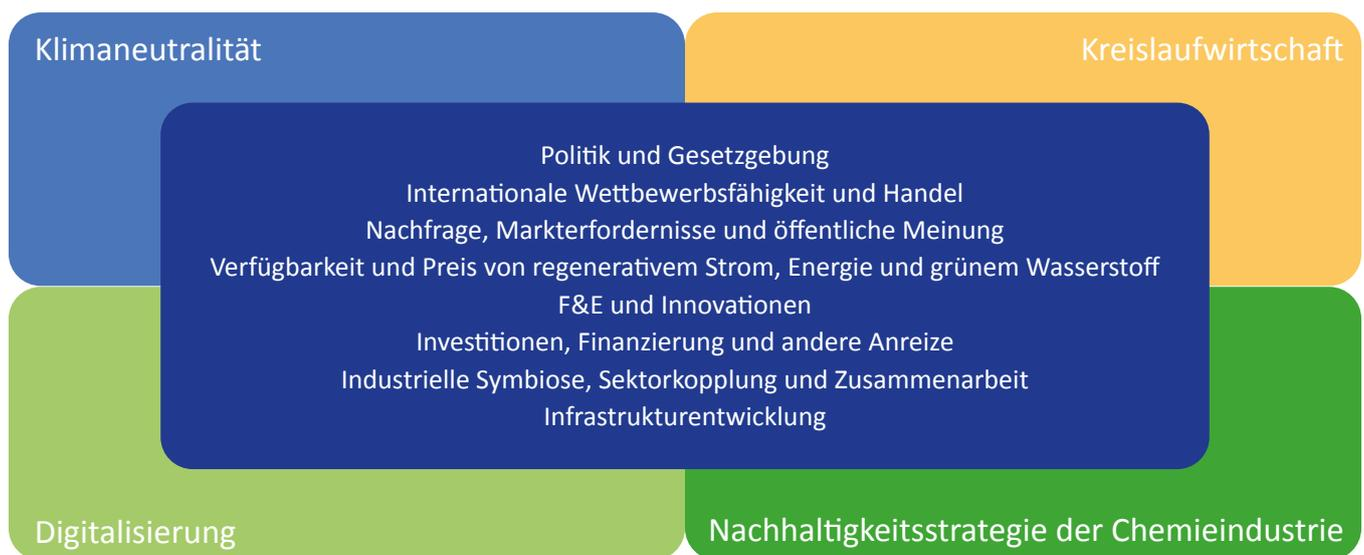 Klimaneutralität
Kreislaufwirtschaft
Politik und Gesetzgebung
Internationale Wettbewerbsfähigkeit und Handel
Nachfrage, Markterfordernisse und öffentliche Meinung
Verfügbarkeit und Preis von regenerativem Strom, Energie und grünem Wasserstoff
F&E und Innovationen
Investitionen, Finanzierung und andere Anreize
Industrielle Symbiose, Sektorkopplung und Zusammenarbeit
Infrastrukturentwicklung
Digitalisierung
Nachhaltigkeitsstrategie der Chemieindustrie